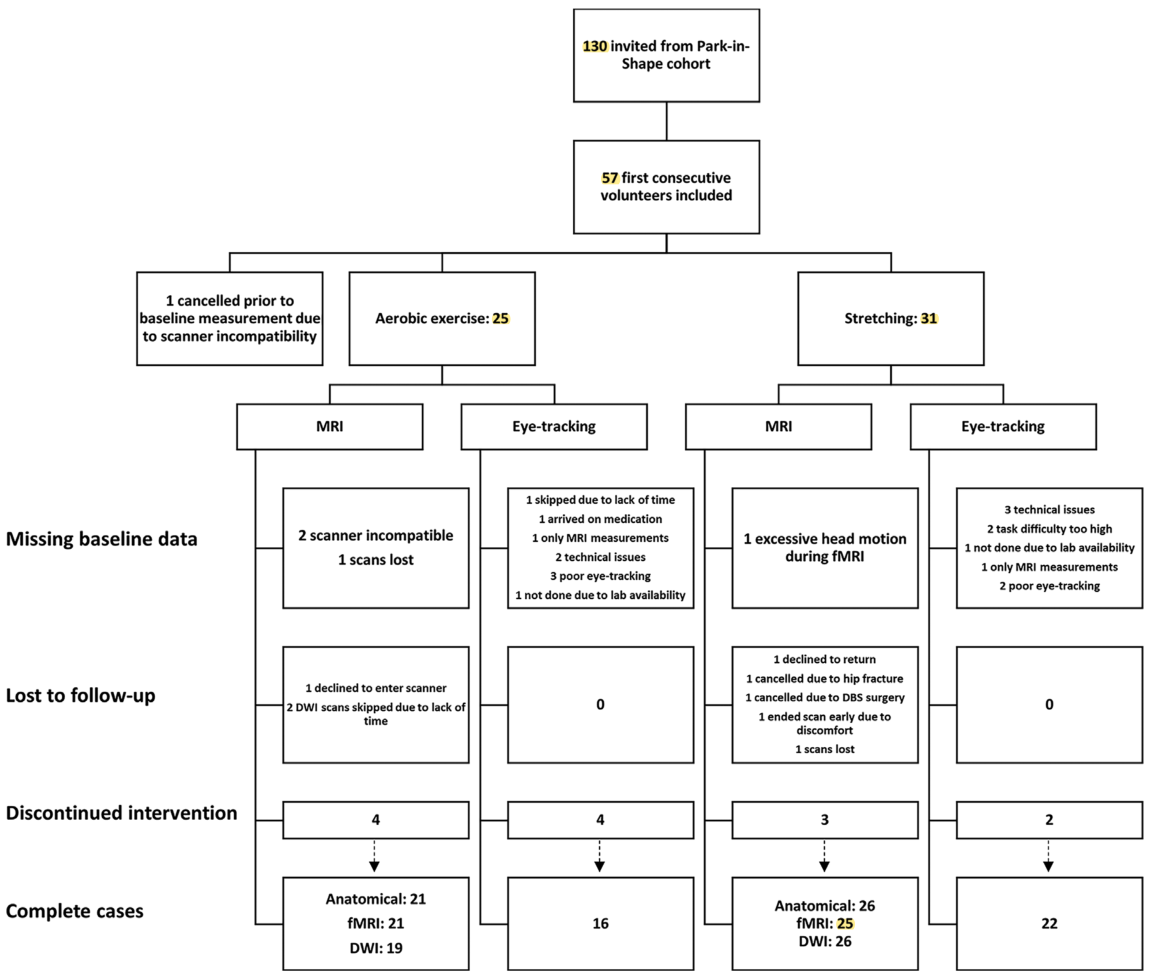 130 invited from Park-in-
Shape cohort
57 first consecutive
volunteers included
1 cancelled prior to
baseline measurement due
to scanner incompatibility
Aerobic exercise: 25
Stretching: 31
MRI
Eye-tracking
MRI
Eye-tracking
Missing baseline data
2 scanner incompatible
1 scans lost
1 skipped due to lack of time
1 arrived on medication
1 only MRI measurements
2 technical issues
3 poor eye-tracking
1 not done due to lab availability
1 excessive head motion
during fMRI
3 technical issues
2 task difficulty too high
1 not done due to lab availability
1 only MRI measurements
2 poor eye-tracking
Lost to follow-up
1 declined to enter scanner
2 DWI scans skipped due to lack of
time
0
1 declined to return
1 cancelled due to hip fracture
1 cancelled due to DBS surgery
1 ended scan early due to
discomfort
1 scans lost
0
Discontinued intervention
4
4
3
2
Complete cases
Anatomical: 21
fMRI: 21
DWI: 19
16
Anatomical: 26
fMRI: 25
DWI: 26
22